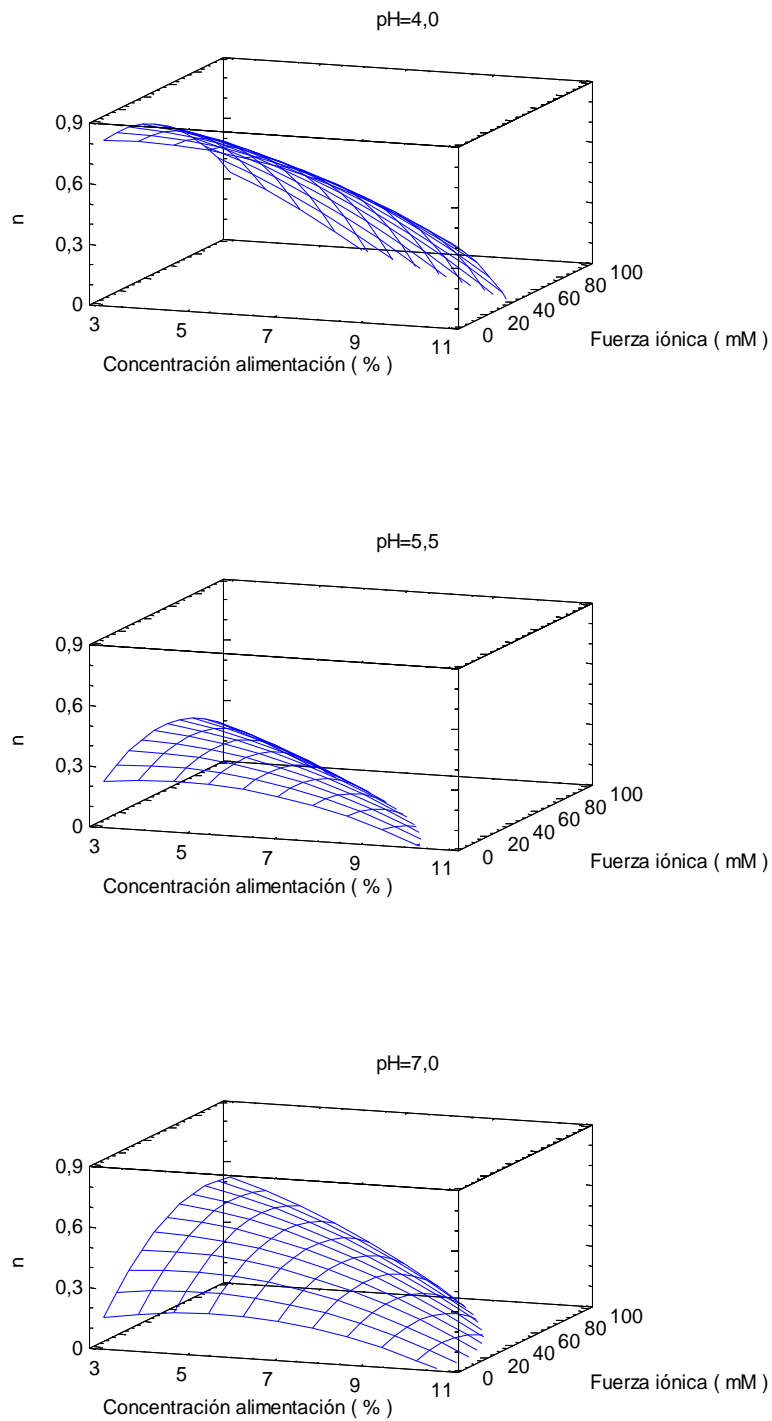 pH=4,0
0,9
0,6
0,3
0
n
3 5 7 9 11
0 20 40 60 80 100
Concentración alimentación ( % )
Fuerza iónica ( mM )
pH=5,5
0,9
0,6
0,3
0
n
3 5 7 9 11
0 20 40 60 80 100
Concentración alimentación ( % )
Fuerza iónica ( mM )
pH=7,0
0,9
0,6
0,3
0
n
3 5 7 9 11
0 20 40 60 80 100
Concentración alimentación ( % )
Fuerza iónica ( mM )